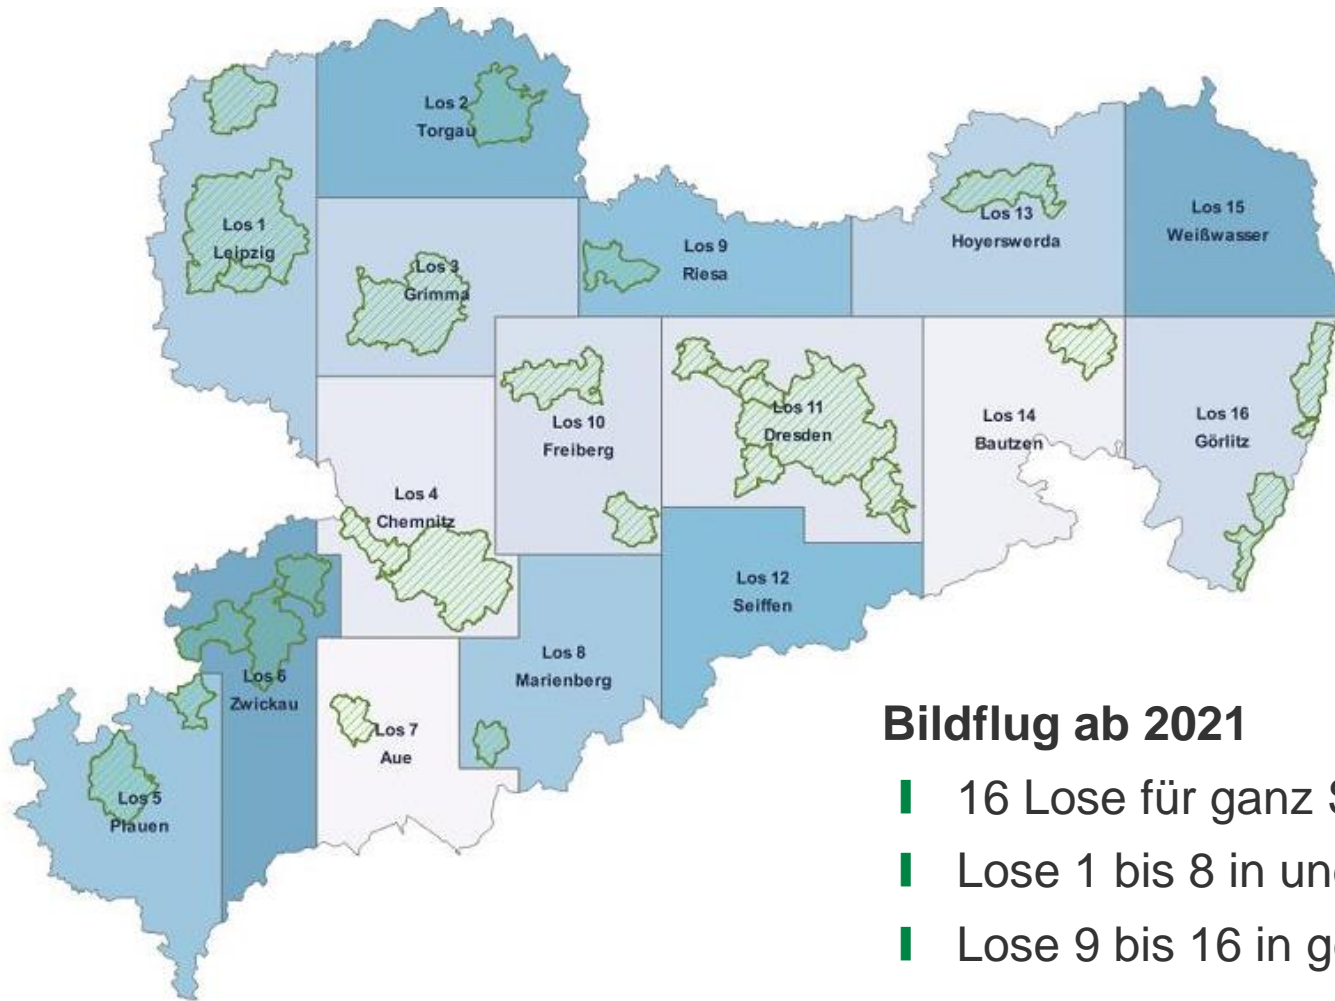 Los 2
Torgau
Los 1
Leipzig
Los 3
Grimma
Los 9
Riesa
Los 13
Hoyerswerda
Los 15
Weißwasser
Los 10
Freiberg
Los 11
Dresden
Los 14
Bautzen
Los 16
Görlitz
Los 4
Chemnitz
Los 12
Seiffen
Los 8
Marienberg
Los 6
Zwickau
Los 7
Aue
Los 5
Plauen
Bildflug ab 2021
16 Lose für ganz
Lose 1 bis 8 in
Lose 9 bis 16 in